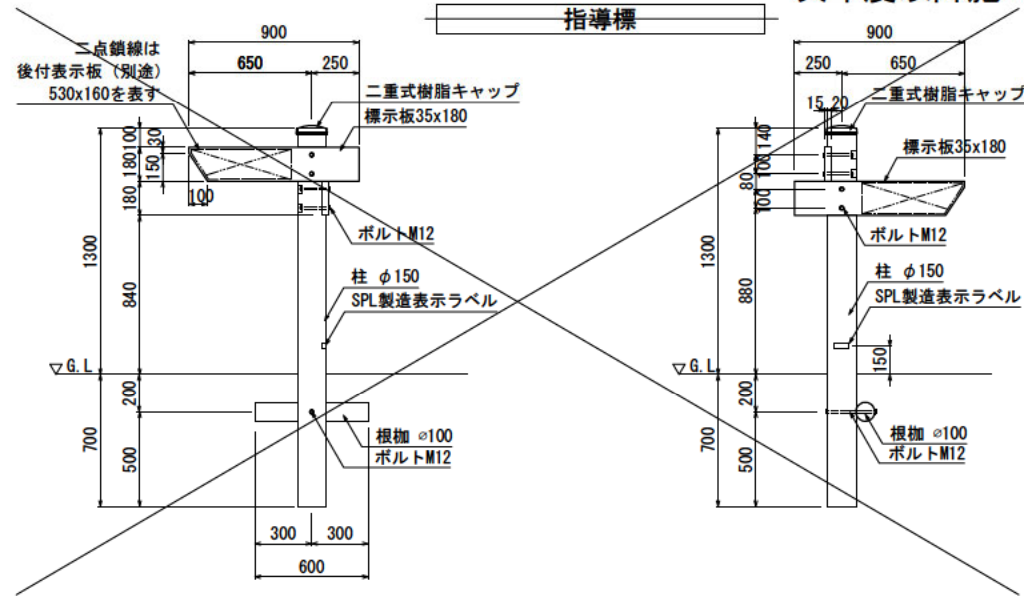 指導標
900
650
250
二点鎖線は
後付表示板（別途）
530x160を表す
二重式樹脂キャップ
標示板35x180
100
30
180
150
180
100
ボルトM12
1300
840
柱 φ150
SPL製造表示ラベル
▽G.L
200
700
500
根枷 ⌀100
ボルトM12
300
300
600
900
250
650
15
20
二重式樹脂キャップ
140
100
80
100
標示板35x180
ボルトM12
1300
880
柱 φ150
SPL製造表示ラベル
150
▽G.L
200
700
500
根枷 ⌀100
ボルトM12